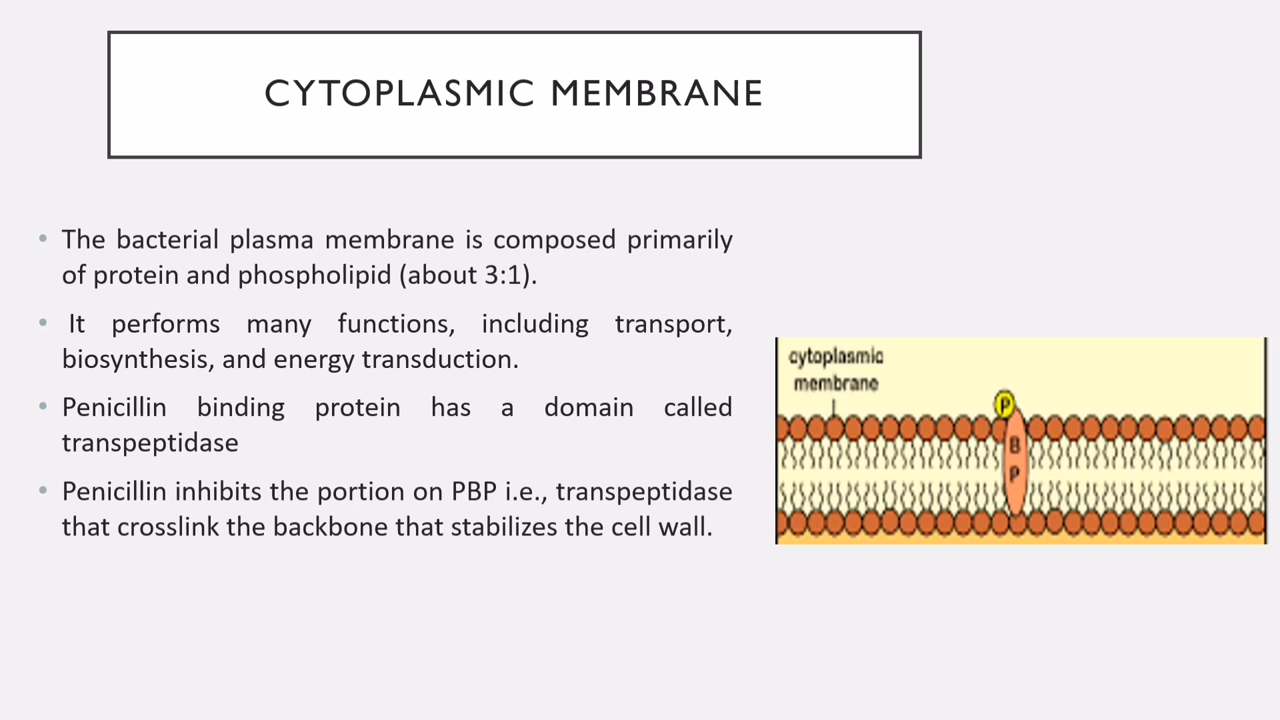 CYTOPLASMIC MEMBRANE
• The bacterial plasma membrane is composed primarily
of protein and phospholipid (about 3:1).
• It performs many functions, including transport,
biosynthesis, and energy transduction.
• Penicillin binding protein has a domain called
transpeptidase
• Penicillin inhibits the portion on PBP i.e., transpeptidase
that crosslink the backbone that stabilizes the cell wall.
cytoplasmic
membrane
P
B
P